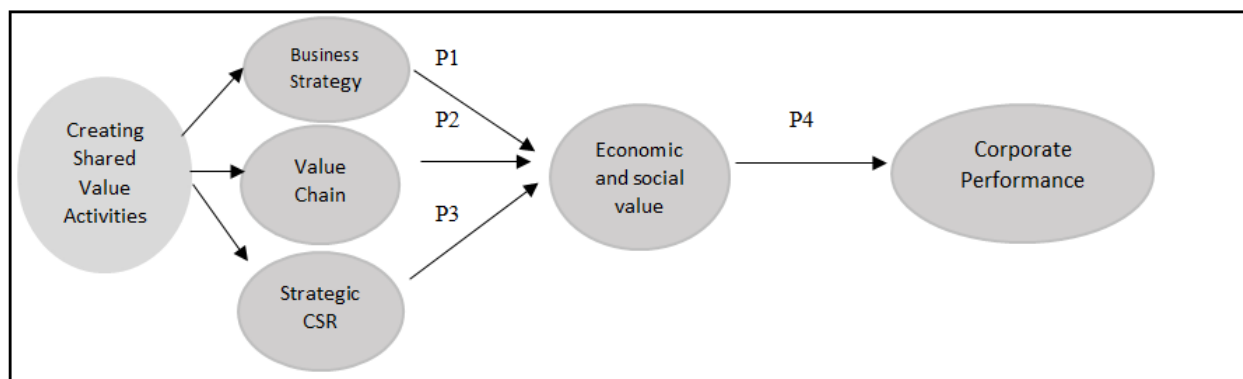 Creating
Shared
Value
Activities
Business
Strategy
Value
Chain
Strategic
CSR
P1
P2
P3
Economic
and social
value
P4
Corporate
Performance